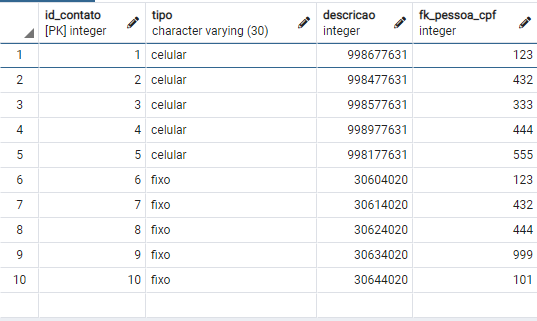 id_contato tipo descricao fk_pessoa_cpf
[PK] integer character varying (30) integer integer
1 1 celular 998677631 123
2 2 celular 998477631 432
3 3 celular 998577631 333
4 4 celular 998977631 444
5 5 celular 998177631 555
6 6 fixo 30604020 123
7 7 fixo 30614020 432
8 8 fixo 30624020 444
9 9 fixo 30634020 999
10 10 fixo 30644020 101